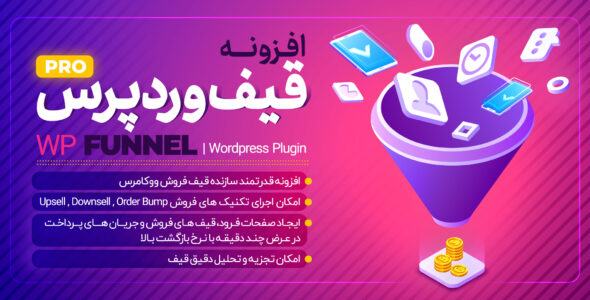 افزونه
PRO
قیف وردپرس
WP FUNNEL | Wordpress Plugin
افزونه قدرتمند سازنده قیف فروش ووکامرس
امکان اجرای تکنیک های فروش Upsell , Downsell , Order Bump
ایجاد صفحات فرود، قیف های فروش و جریان های پرداخت
در عرض چند دقیقه با نرخ بازگشت بالا
امکان تجزیه و تحلیل دقیق قیف